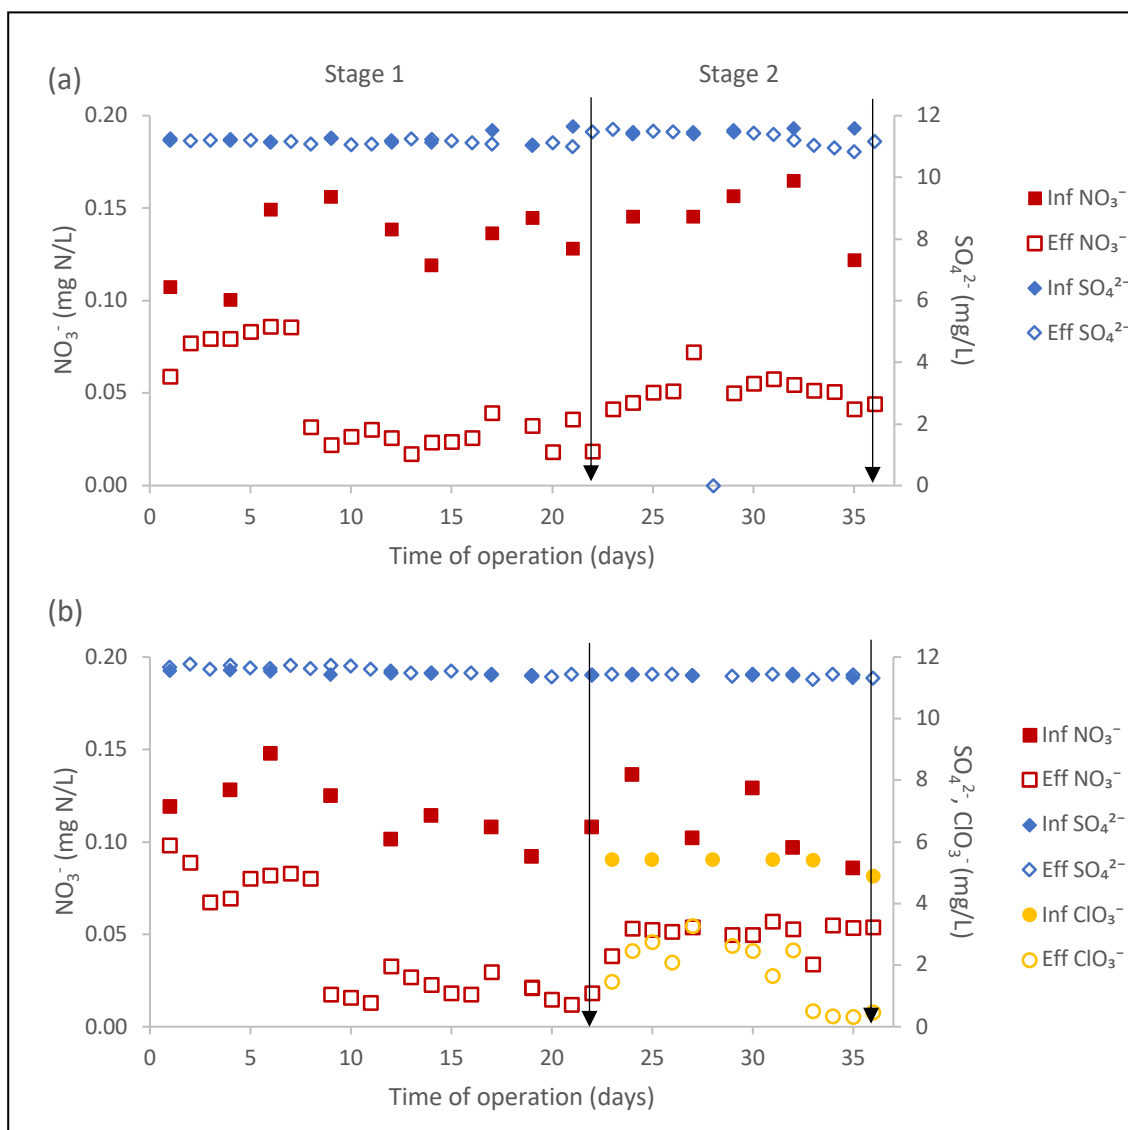 (a)
Stage 1
Stage 2
0.20
0.15
0.10
0.05
0.00
NO₃⁻ (mg N/L)
12
10
8
6
4
2
0
SO₄²⁻ (mg/L)
0 5 10 15 20 25 30 35
Time of operation (days)
Inf NO₃⁻
Eff NO₃⁻
Inf SO₄²⁻
Eff SO₄²⁻
(b)
0.20
0.15
0.10
0.05
0.00
NO₃⁻ (mg N/L)
12
10
8
6
4
2
0
SO₄²⁻, ClO₃⁻ (mg/L)
0 5 10 15 20 25 30 35
Time of operation (days)
Inf NO₃⁻
Eff NO₃⁻
Inf SO₄²⁻
Eff SO₄²⁻
Inf ClO₃⁻
Eff ClO₃⁻